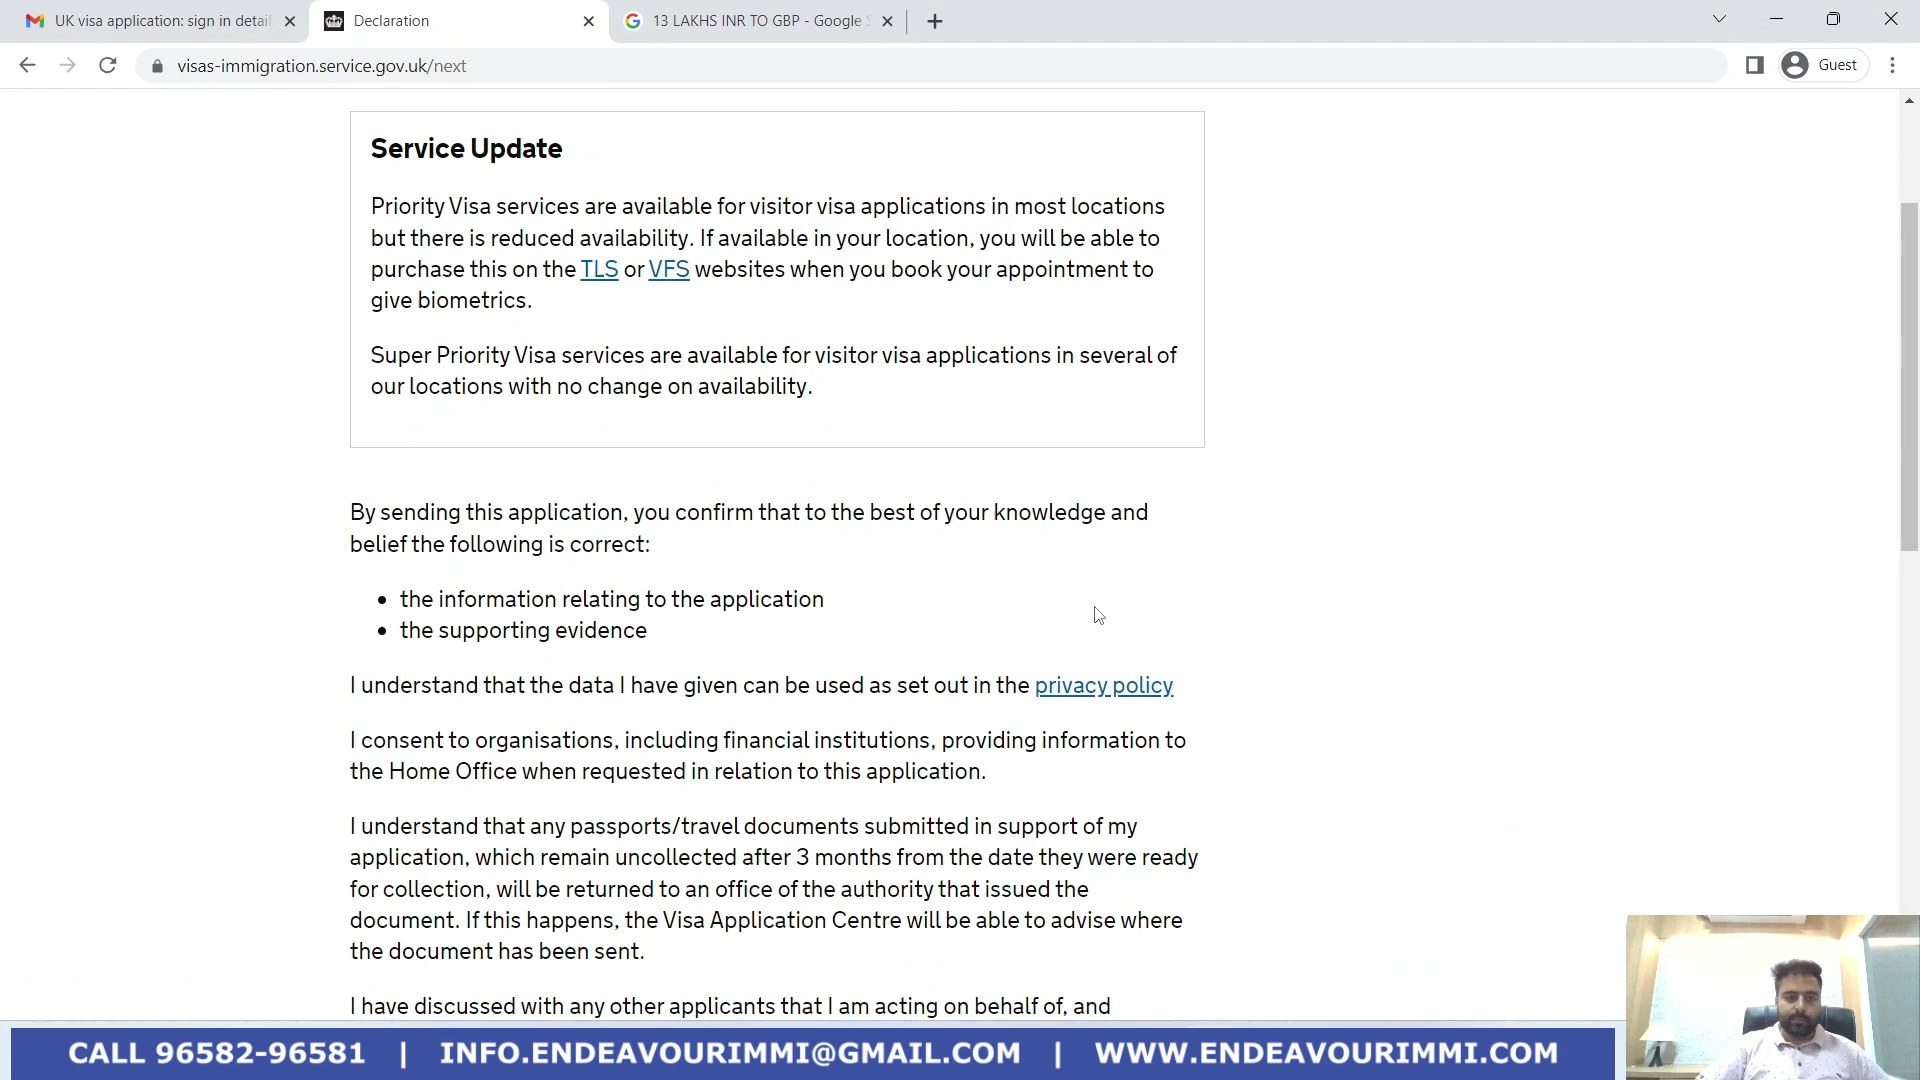 UK visa application: sign in detail
Declaration
13 LAKHS INR TO GBP - Google S
visas-immigration.service.gov.uk/next
Guest
Service Update
Priority Visa services are available for visitor visa applications in most locations
but there is reduced availability. If available in your location, you will be able to
purchase this on the TLS or VFS websites when you book your appointment to
give biometrics.
Super Priority Visa services are available for visitor visa applications in several of
our locations with no change on availability.
By sending this application, you confirm that to the best of your knowledge and
belief the following is correct:
• the information relating to the application
• the supporting evidence
I understand that the data I have given can be used as set out in the privacy policy
I consent to organisations, including financial institutions, providing information to
the Home Office when requested in relation to this application.
I understand that any passports/travel documents submitted in support of my
application, which remain uncollected after 3 months from the date they were ready
for collection, will be returned to an office of the authority that issued the
document. If this happens, the Visa Application Centre will be able to advise where
the document has been sent.
I have discussed with any other applicants that I am acting on behalf of, and
CALL 96582-96581 | INFO.ENDEAVOURIMMI@GMAIL.COM | WWW.ENDEAVOURIMMI.COM